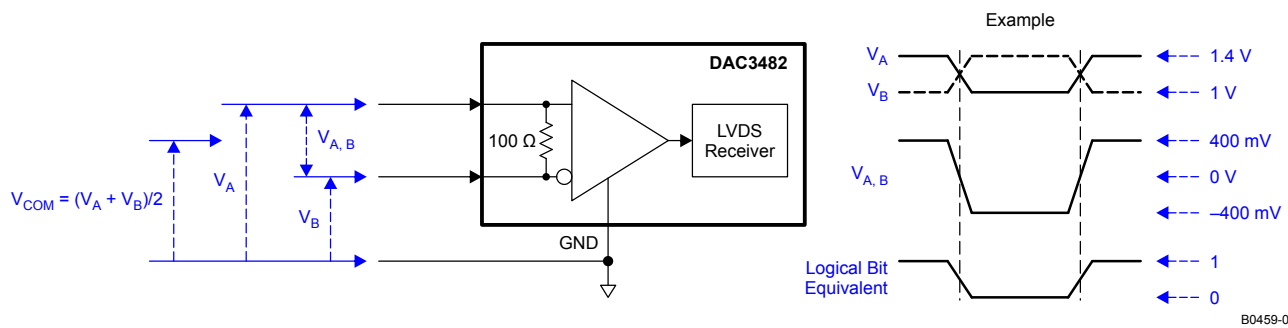 Example
DAC3482
V_A
1.4 V
V_B
1 V
100 Ω
LVDS
Receiver
V_A, B
V_A
V_COM = (V_A + V_B)/2
V_B
GND
V_A, B
400 mV
0 V
–400 mV
Logical Bit
Equivalent
1
0
B0459-0